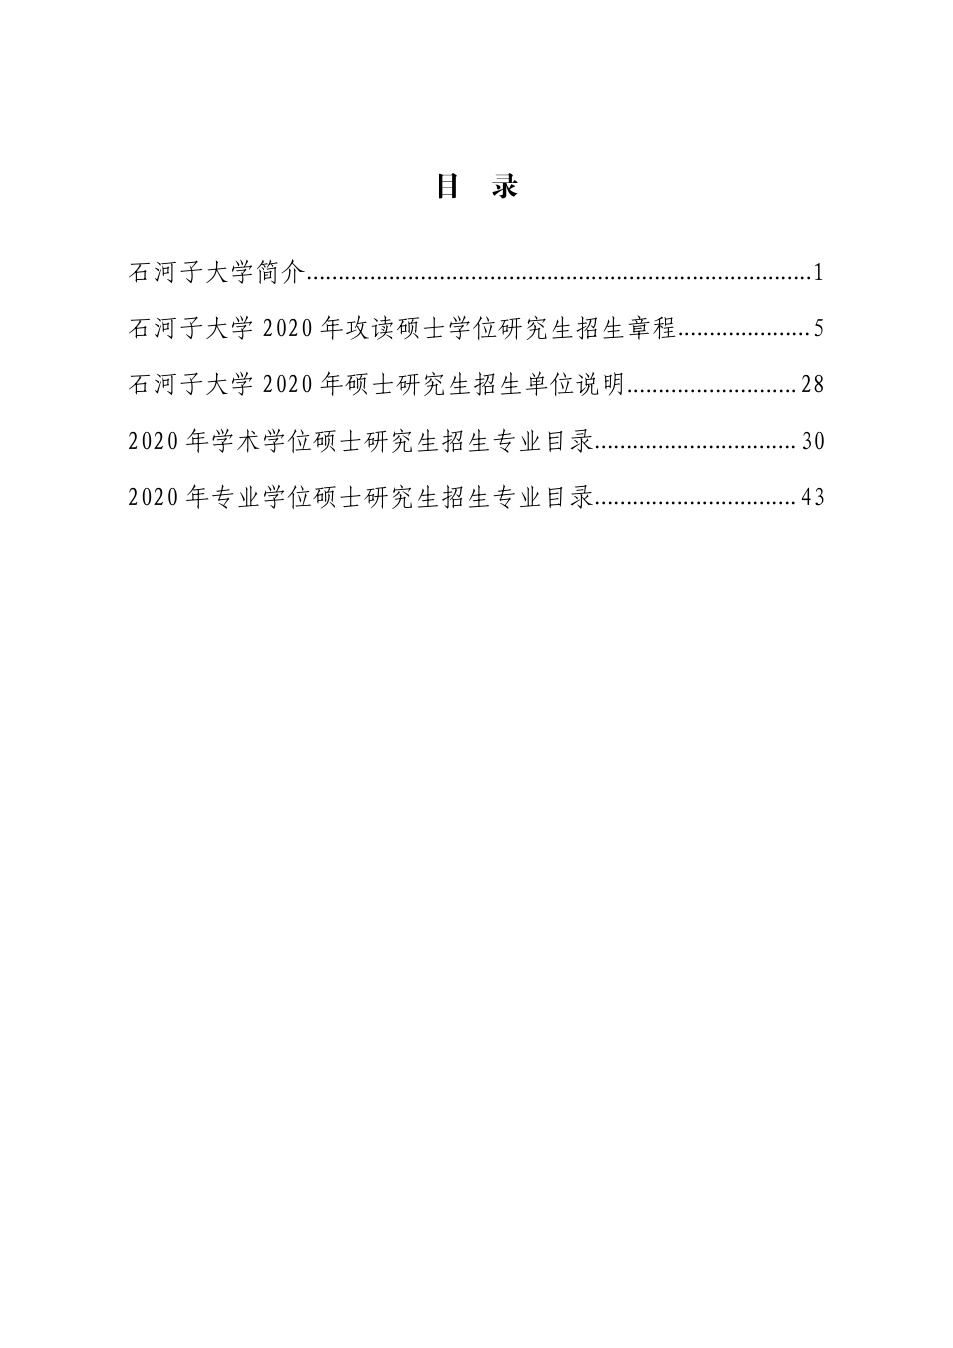 目 录
石河子大学简介................................................................................1
石河子大学 2020 年攻读硕士学位研究生招生章程..................... 5
石河子大学 2020 年硕士研究生招生单位说明........................... 28
2020 年学术学位硕士研究生招生专业目录................................ 30
2020 年专业学位硕士研究生招生专业目录................................ 43